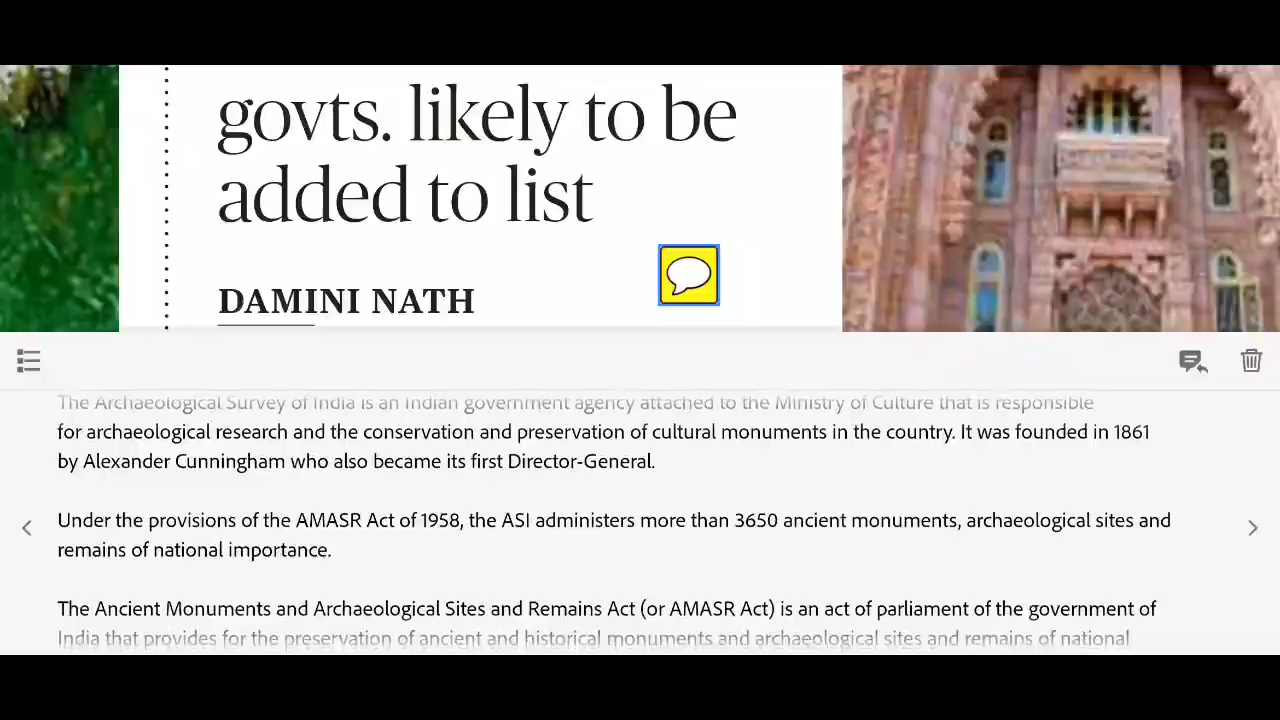 govts. likely to be
added to list
DAMINI NATH
The Archaeological Survey of India is an Indian government agency attached to the Ministry of Culture that is responsible
for archaeological research and the conservation and preservation of cultural monuments in the country. It was founded in 1861
by Alexander Cunningham who also became its first Director-General.
Under the provisions of the AMASR Act of 1958, the ASI administers more than 3650 ancient monuments, archaeological sites and
remains of national importance.
The Ancient Monuments and Archaeological Sites and Remains Act (or AMASR Act) is an act of parliament of the government of
India that provides for the preservation of ancient and historical monuments and archaeological sites and remains of national